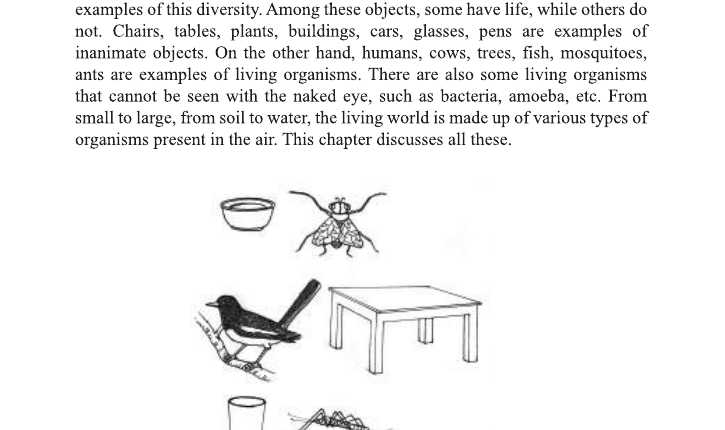 examples of this diversity. Among these objects, some have life, while others do
not. Chairs, tables, plants, buildings, cars, glasses, pens are examples of
inanimate objects. On the other hand, humans, cows, trees, fish, mosquitoes,
ants are examples of living organisms. There are also some living organisms
that cannot be seen with the naked eye, such as bacteria, amoeba, etc. From
small to large, from soil to water, the living world is made up of various types of
organisms present in the air. This chapter discusses all these.